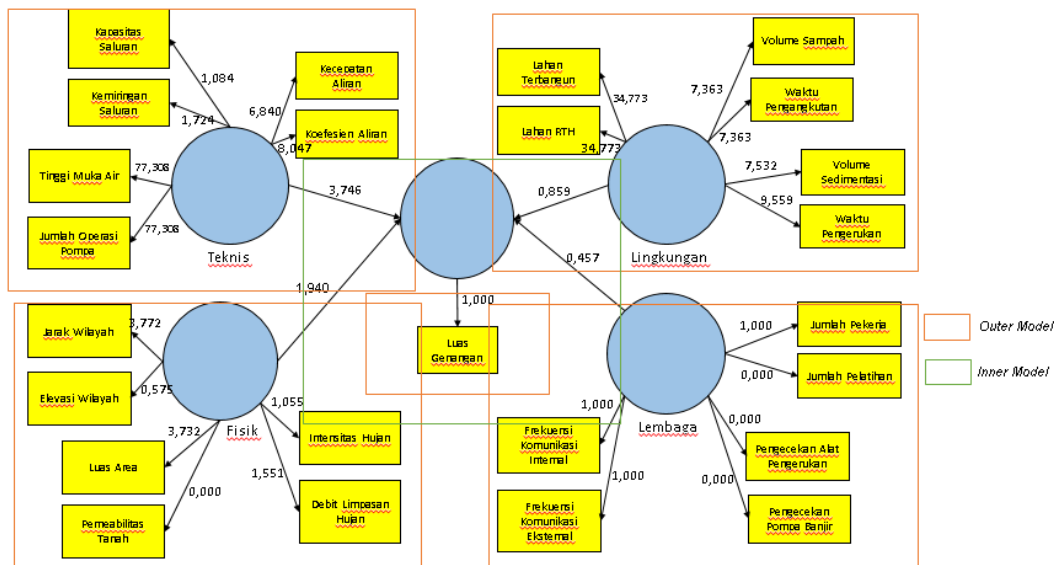 Kapasitas
Saluran
1,084
Kemiringan
Saluran
1,724
Kecepatan
Aliran
6,840
Koefesien Aliran
8,047
Tinggi Muka Air
77,308
Jumlah Operasi
Pompa
77,308
Teknis
3,746
Lahan
Terbangun
34,773
Lahan RTH
34,773
Volume Sampah
7,363
Waktu
Pengangkutan
7,363
Volume
Sedimentasi
7,532
Waktu
Pengerukan
9,559
Lingkungan
0,859
0,457
1,940
1,000
Luas
Genangan
Jarak Wilayah
3,772
Elevasi Wilayah
0,575
Luas Area
3,732
Pemeabilitas
Tanah
0,000
Fisik
1,055
Intensitas Hujan
1,551
Debit Limpasan
Hujan
Lembaga
1,000
Jumlah Pekerja
0,000
Jumlah Pelatihan
1,000
Frekuensi
Komunikasi
Internal
1,000
Frekuensi
Komunikasi
Eksternal
0,000
Pengecekan Alat
Pengerukan
0,000
Pengecekan
Pompa Banjir
Outer Model
Inner Model